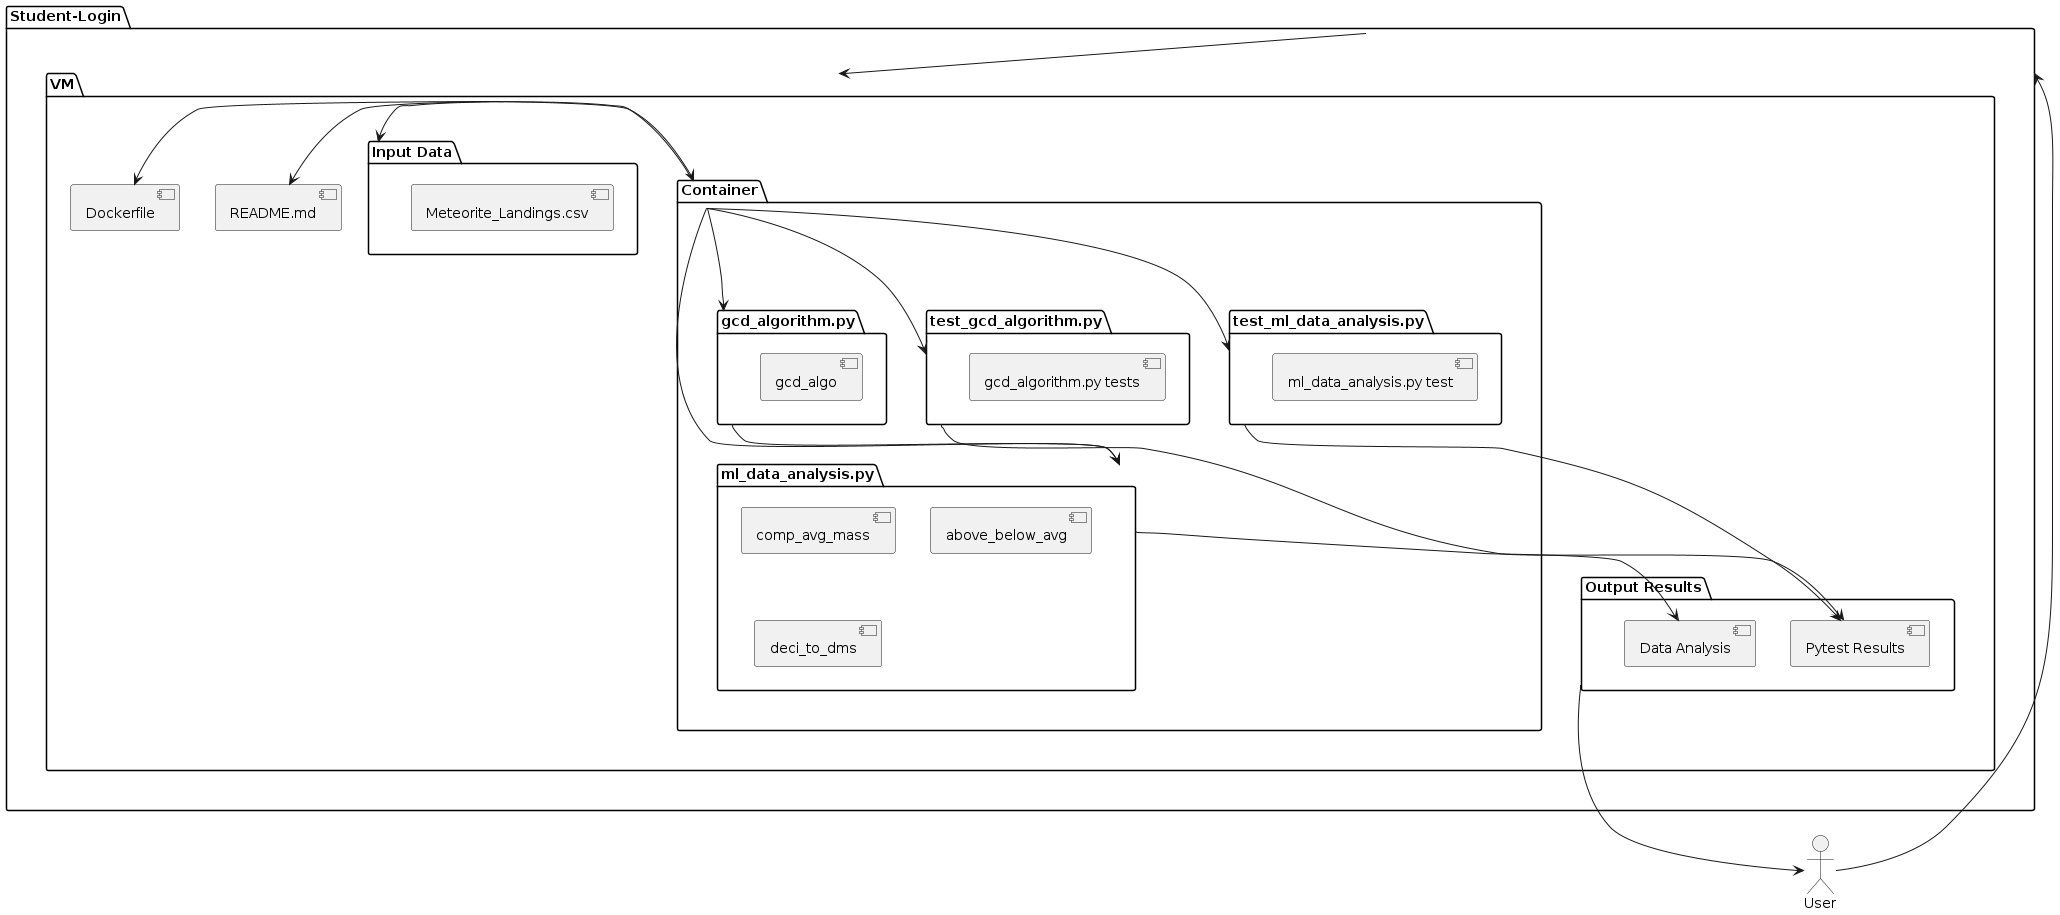 Student-Login
VM
Input Data
Container
Dockerfile
README.md
Meteorite_Landings.csv
gcd_algorithm.py
test_gcd_algorithm.py
test_ml_data_analysis.py
gcd_algo
gcd_algorithm.py tests
ml_data_analysis.py test
ml_data_analysis.py
comp_avg_mass
above_below_avg
deci_to_dms
Output Results
Data Analysis
Pytest Results
User